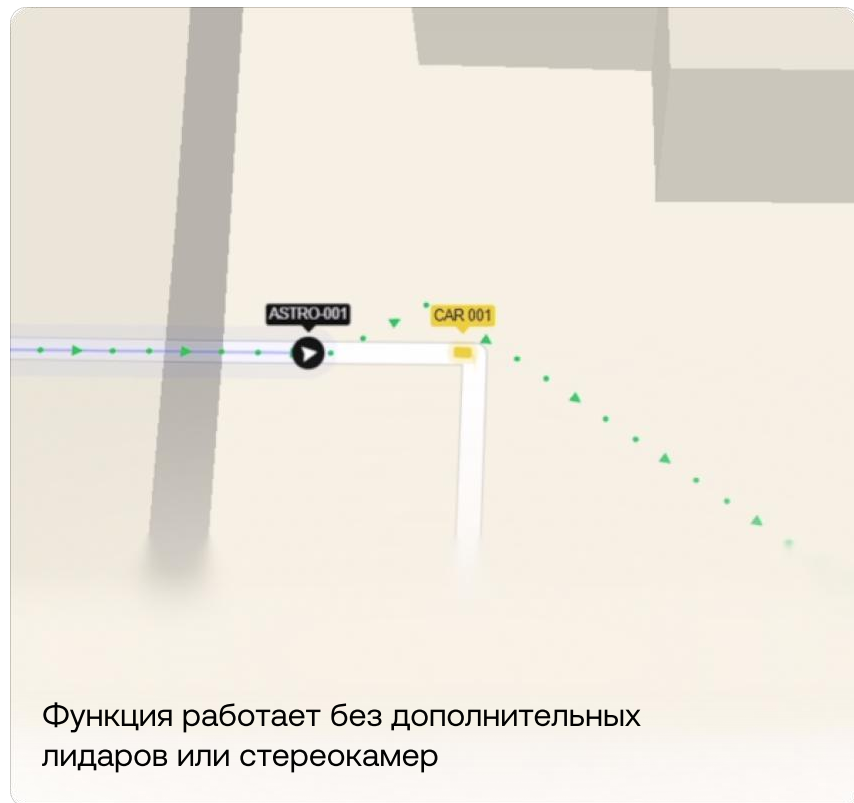 ASTRO-001
CAR 001
Функция работает без дополнительных
лидаров или стереокамер